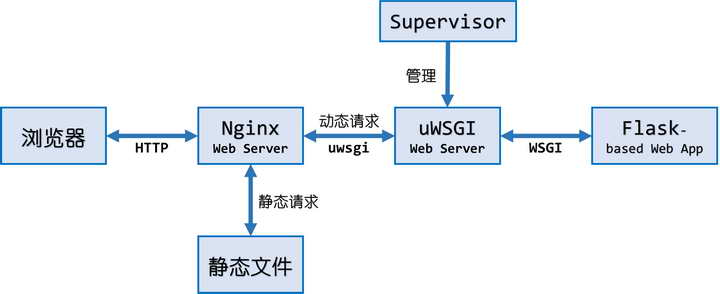 Supervisor
管理
浏览器
HTTP
Nginx
Web Server
动态请求
uwsgi
uWSGI
Web Server
WSGI
Flask-
based Web App
静态请求
静态文件